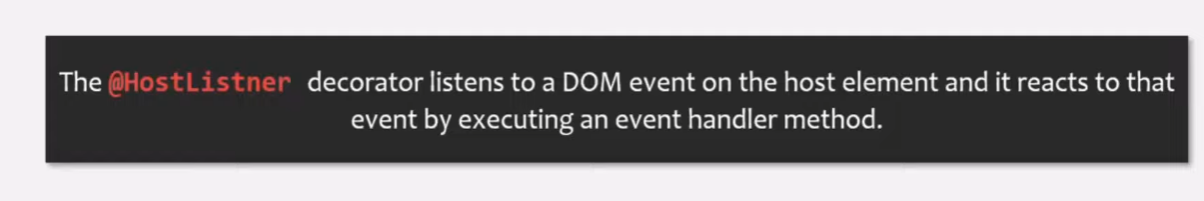 The @HostListner decorator listens to a DOM event on the host element and it reacts to that
event by executing an event handler method.